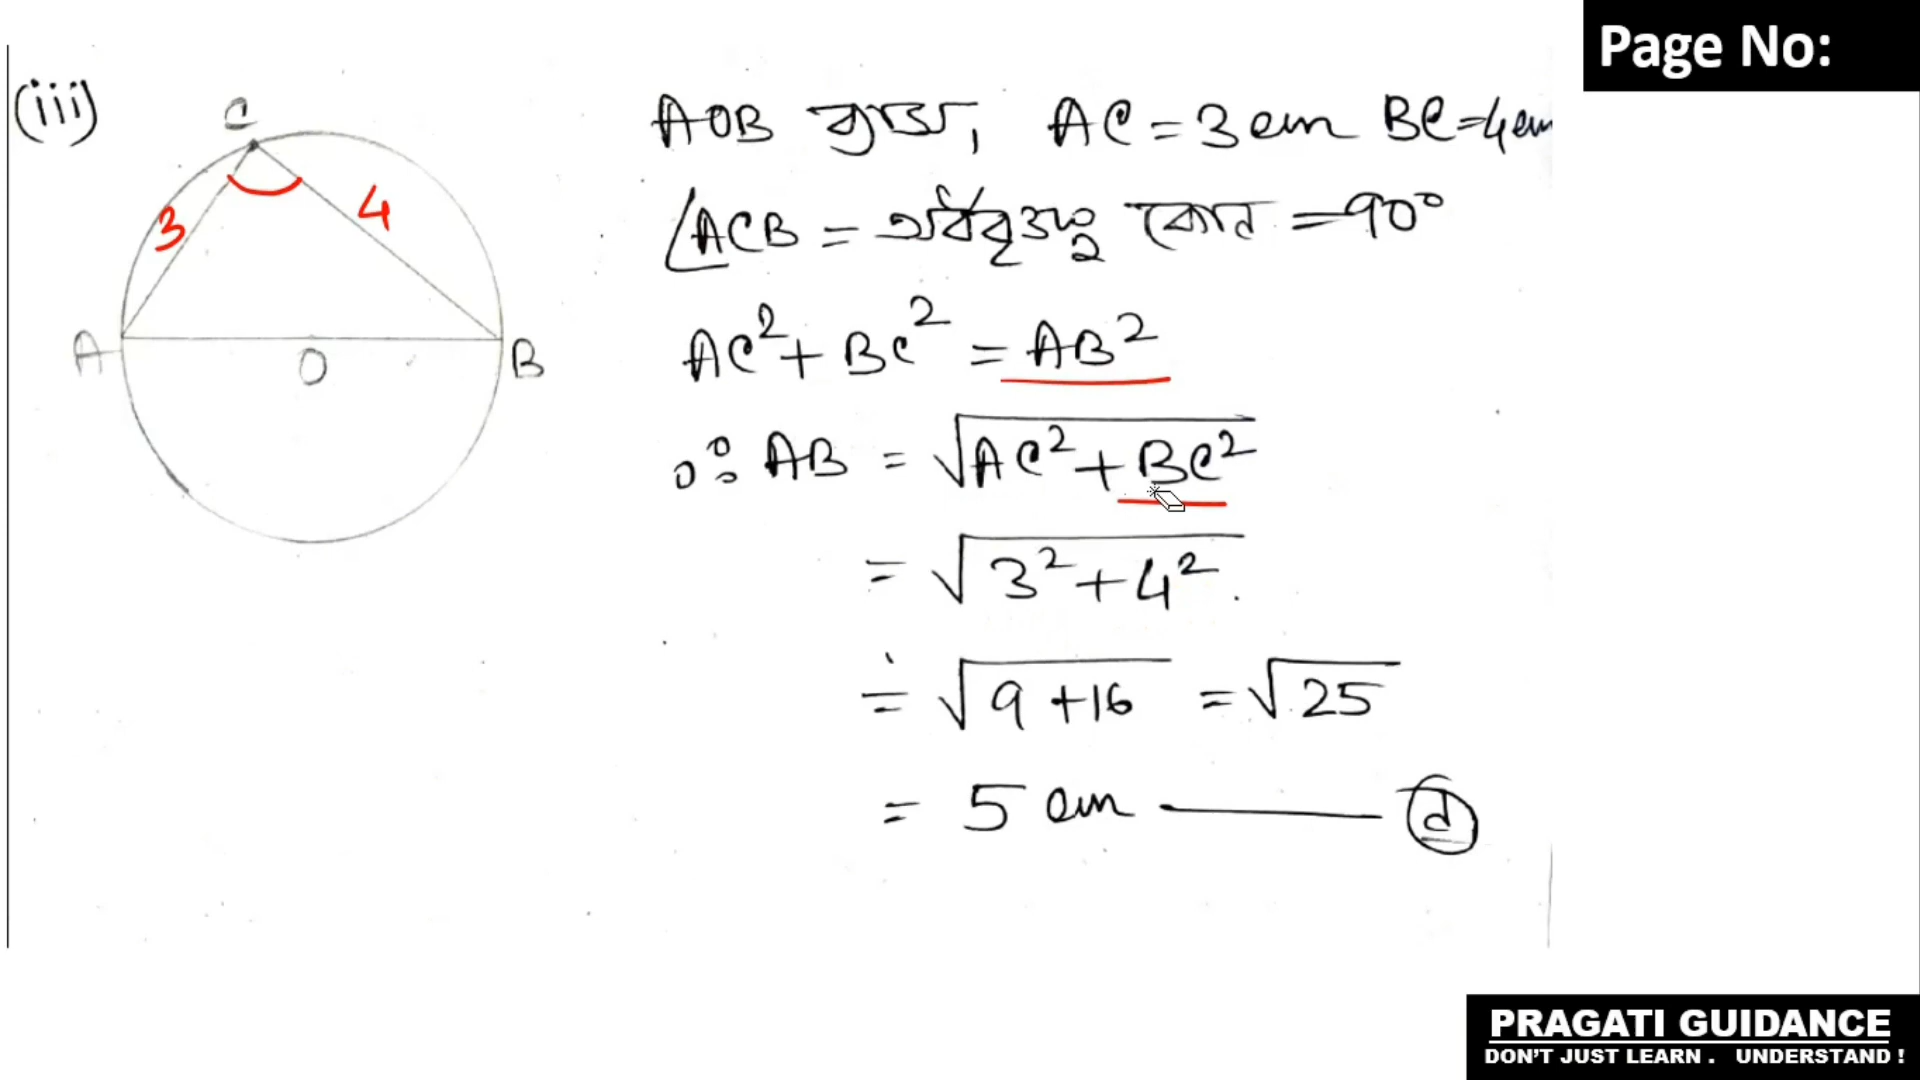 Page No:
(iii)
C
3
4
A
O
B
AOB ব্যাস, AC = 3 cm BC = 4 cm
∠ACB = অর্ধবৃত্তস্থ কোন = 90°
AC² + BC² = AB²
∴ AB = √AC² + BC²
= √3² + 4²
= √9 + 16 = √25
= 5 cm
PRAGATI GUIDANCE
DON'T JUST LEARN . UNDERSTAND !